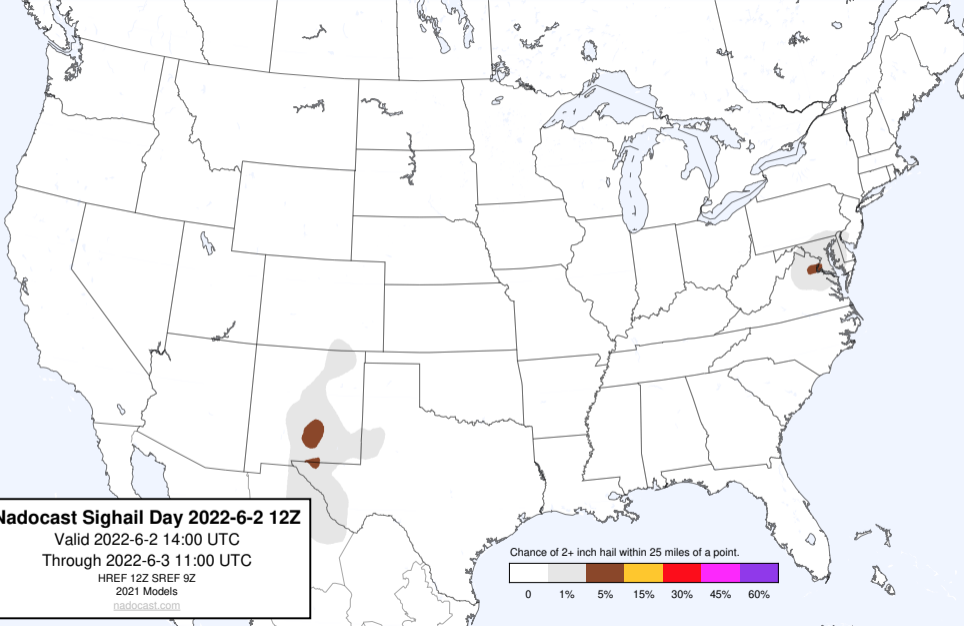 Nadocast Sighail Day 2022-6-2 12Z
Valid 2022-6-2 14:00 UTC
Through 2022-6-3 11:00 UTC
HREF 12Z SREF 9Z
2021 Models
nadocast.com
Chance of 2+ inch hail within 25 miles of a point.
0 1% 5% 15% 30% 45% 60%